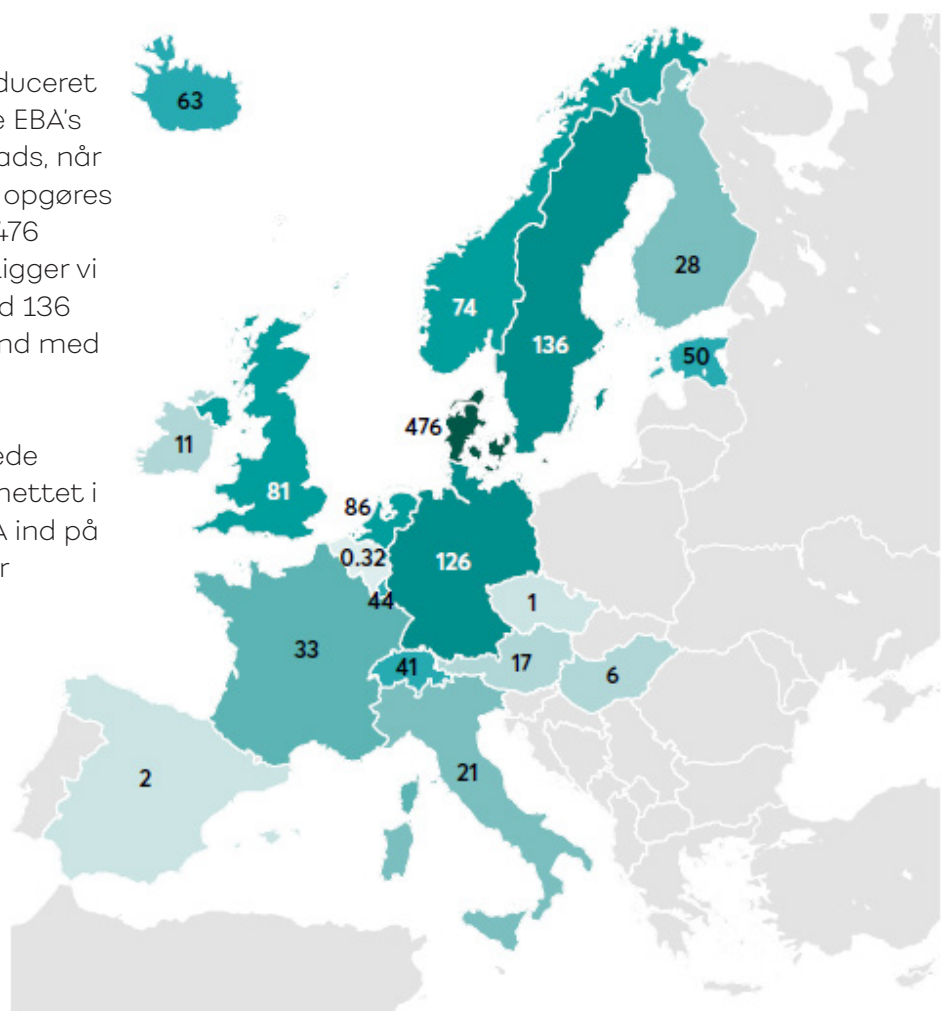 duceret
e EBA's
ads, når
opgøres
476
igger vi
d 136
nd med
ede
nettet i
A ind på
r
63
74
136
28
50
476
11
81
86
0.32
44
126
1
33
41
17
6
2
21